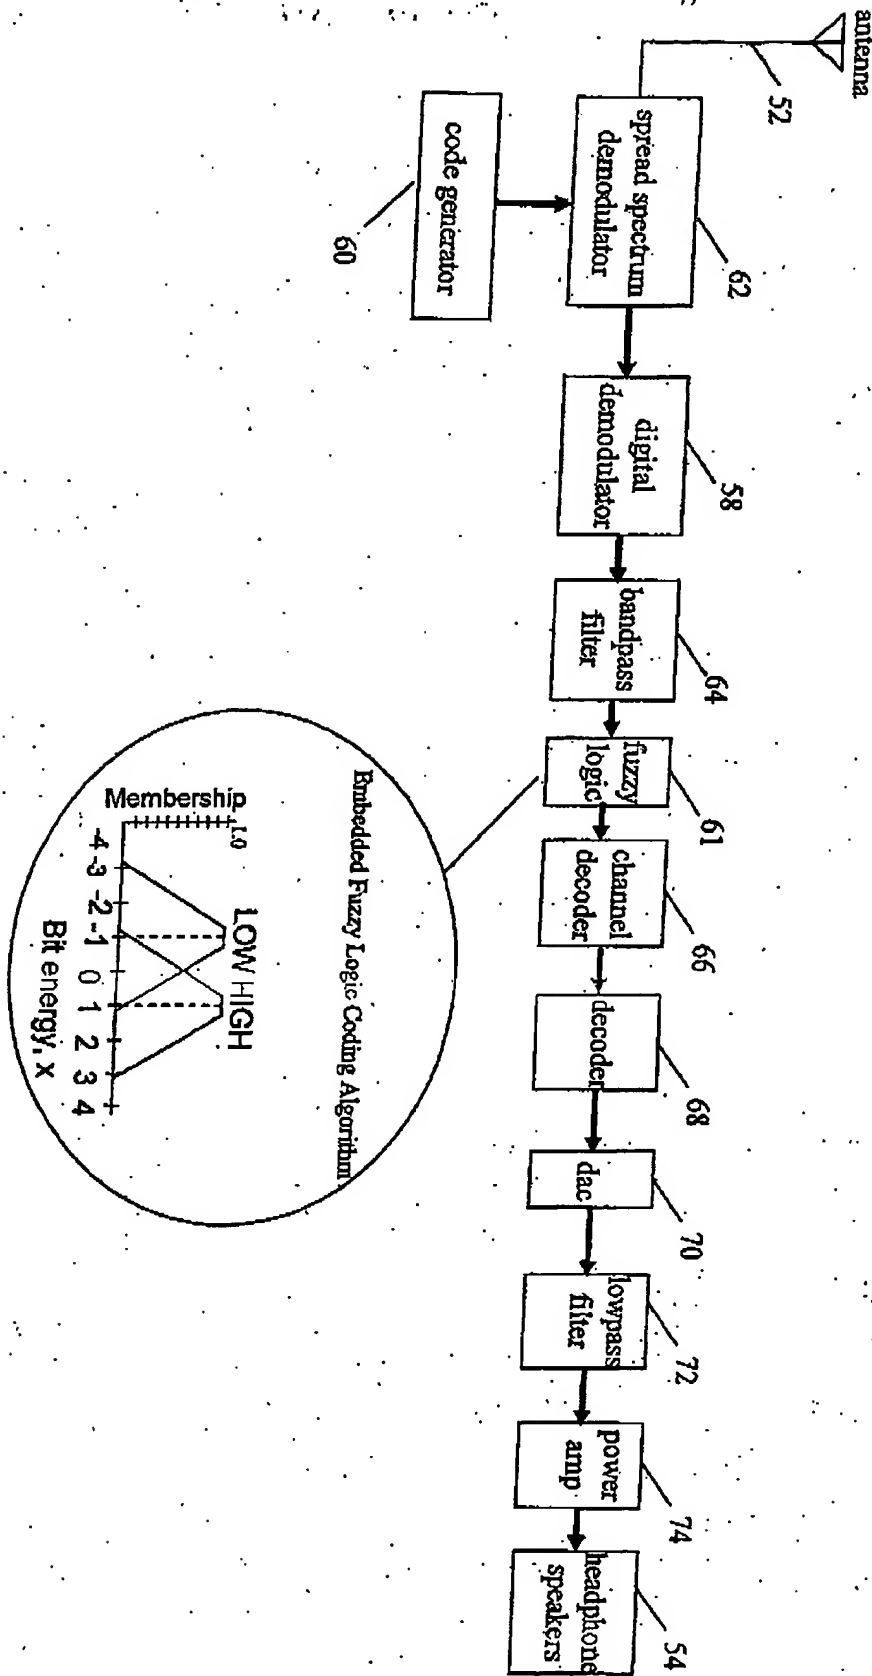 antenna
52
spread spectrum
demodulator
62
code generator
60
digital
demodulator
58
bandpass
filter
64
fuzzy
logic
61
channel
decoder
66
decoder
68
dac
70
lowpass
filter
72
power
amp
74
headphone
speakers
54
Embedded Fuzzy Logic Coding Algorithm
LOW HIGH
1.0
Membership
-4 -3 -2 -1 0 1 2 3 4
Bit energy, x